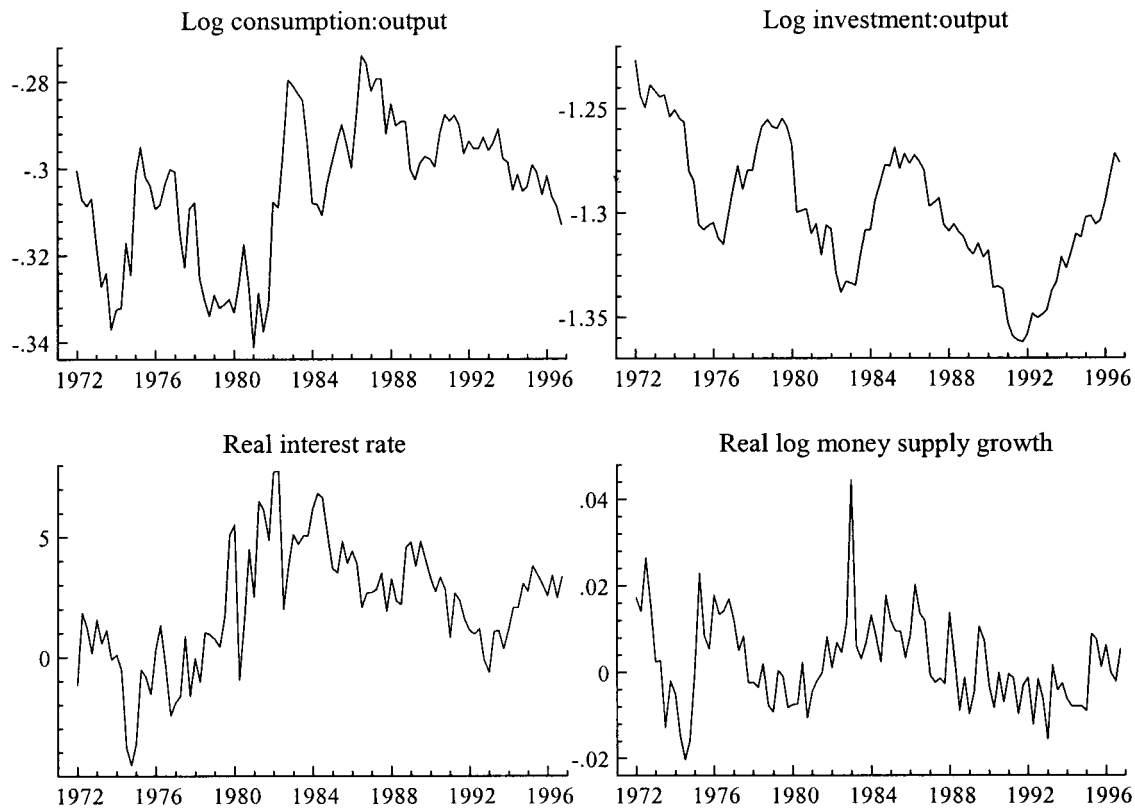 Log consumption:output
-.28
-.3
-.32
-.34
1972 1976 1980 1984 1988 1992 1996
Log investment:output
-1.25
-1.3
-1.35
1972 1976 1980 1984 1988 1992 1996
Real interest rate
5
0
1972 1976 1980 1984 1988 1992 1996
Real log money supply growth
.04
.02
0
-.02
1972 1976 1980 1984 1988 1992 1996